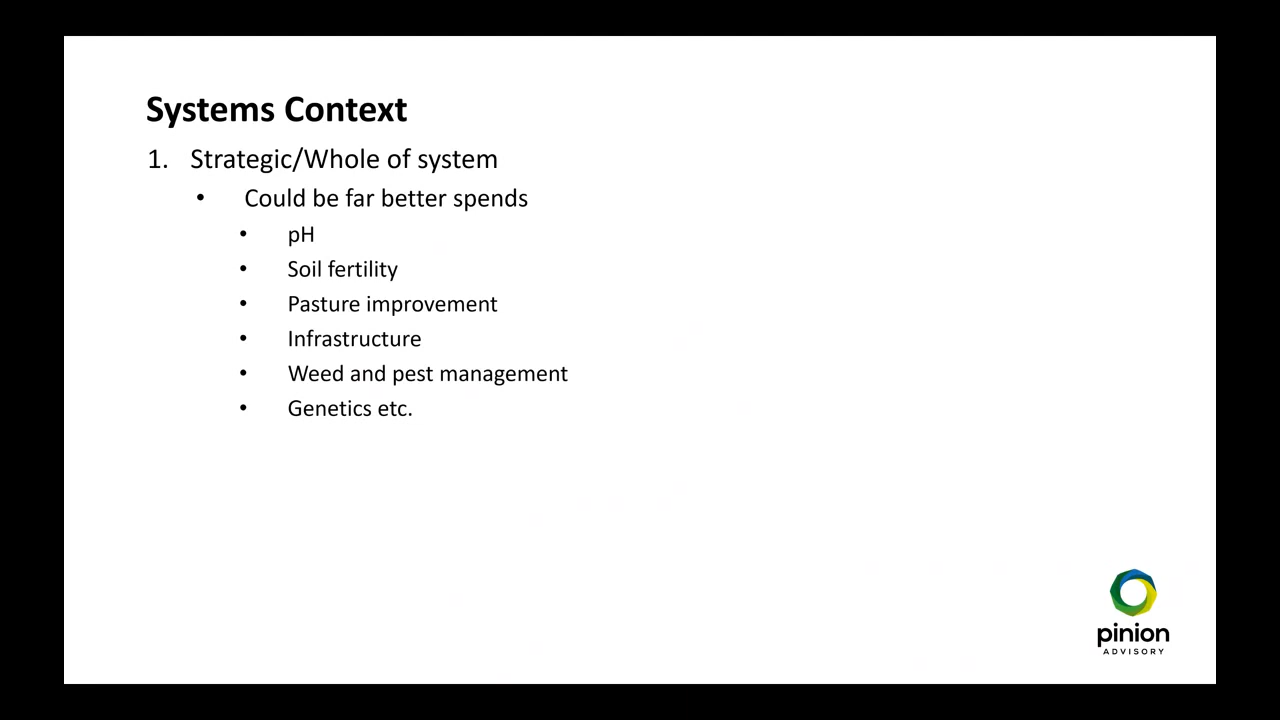 Systems Context
1. Strategic/Whole of system
• Could be far better spends
• pH
• Soil fertility
• Pasture improvement
• Infrastructure
• Weed and pest management
• Genetics etc.
pinion
ADVISORY